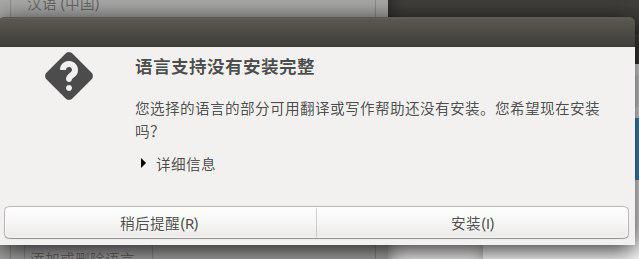 汉语 (中国)
语言支持没有安装完整
您选择的语言的部分可用翻译或写作帮助还没有安装。您希望现在安装
吗?
详细信息
稍后提醒(R)
安装(I)
添加或删除语言...